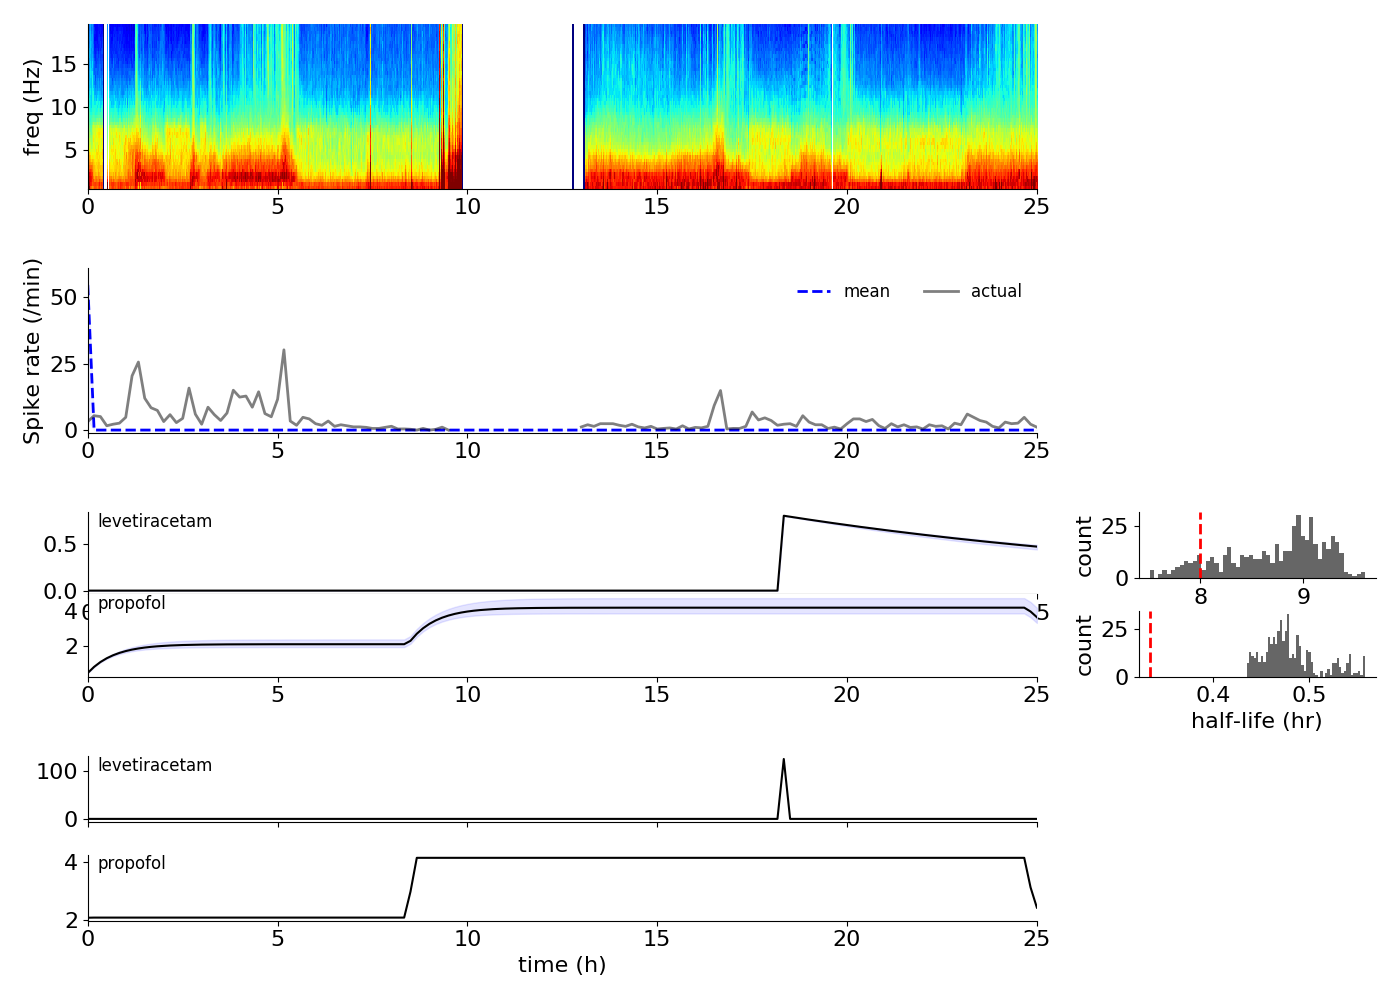 freq (Hz)
15
10
5
0 5 10 15 20 25
Spike rate (/min)
50
25
0
mean actual
0 5 10 15 20 25
levetiracetam
0.5
0.0
count
25
0
8 9
propofol
4
2
0 5 10 15 20 25
count
25
0
0.4 0.5
half-life (hr)
levetiracetam
100
0
propofol
4
2
0 5 10 15 20 25
time (h)